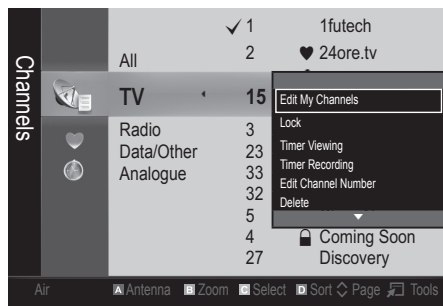 Channels
1 1futech
All 2 ♥ 24ore.tv
TV 15
Radio 3
Data/Other 23
Analogue 33
32
5
4 Coming Soon
27 Discovery
Edit My Channels
Lock
Timer Viewing
Timer Recording
Edit Channel Number
Delete
Air A Antenna B Zoom C Select D Sort Page Tools